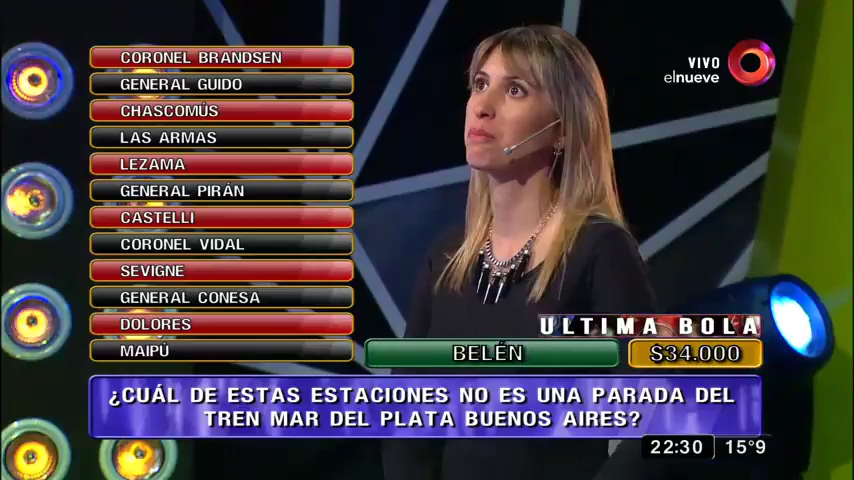 CORONEL BRANDSEN
GENERAL GUIDO
CHASCOMÚS
LAS ARMAS
LEZAMA
GENERAL PIRÁN
CASTELLI
CORONEL VIDAL
SEVIGNE
GENERAL CONESA
DOLORES
MAIPÚ
VIVO
elnueve
ULTIMA BOLA
BELÉN
$34.000
¿CUÁL DE ESTAS ESTACIONES NO ES UNA PARADA DEL
TREN MAR DEL PLATA BUENOS AIRES?
22:30
15°9